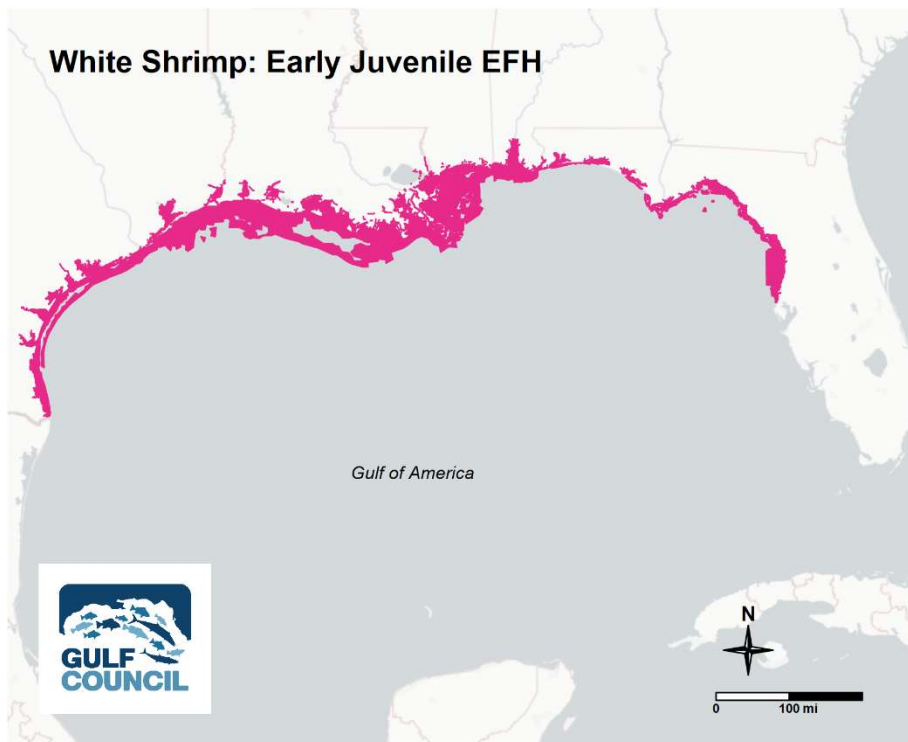 White Shrimp: Early Juvenile EFH
Gulf of America
GULF
COUNCIL
N
0 100 mi